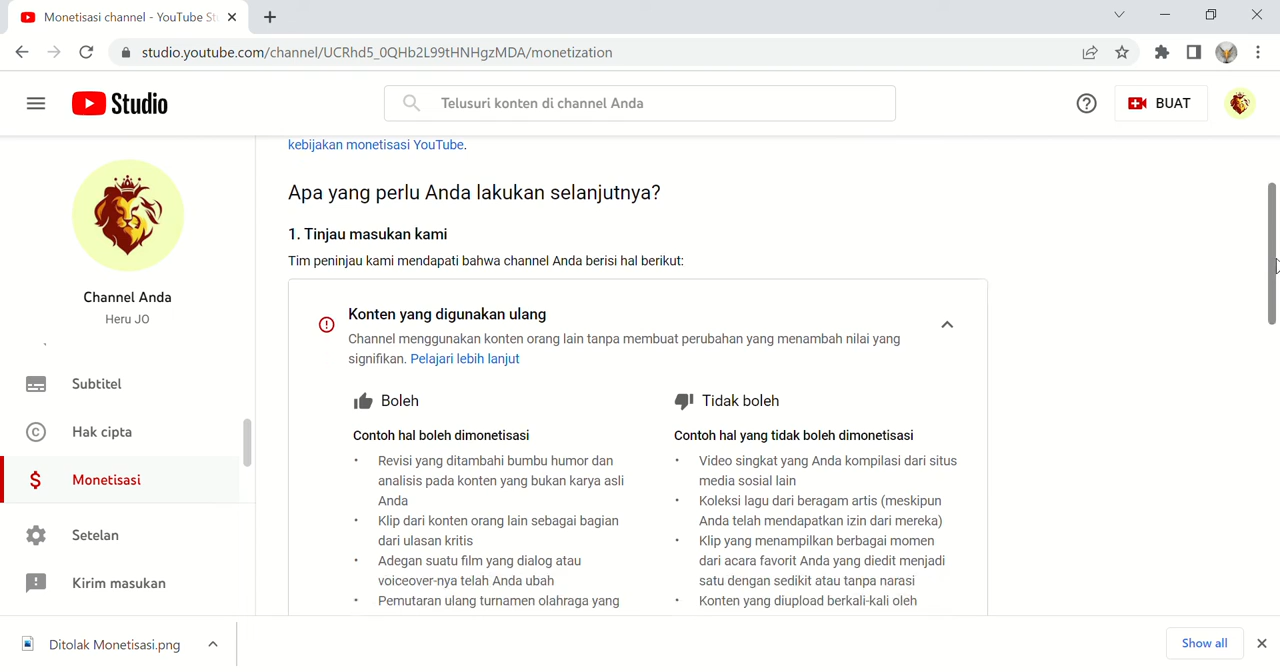 Monetisasi channel - YouTube St
studio.youtube.com/channel/UCRhd5_0QHb2L99tHNHgzMDA/monetization
Studio
Telusuri konten di channel Anda
BUAT
Channel Anda
Heru JO
Subtitel
Hak cipta
Monetisasi
Setelan
Kirim masukan
kebijakan monetisasi YouTube.
Apa yang perlu Anda lakukan selanjutnya?
1. Tinjau masukan kami
Tim peninjau kami mendapati bahwa channel Anda berisi hal berikut:
Konten yang digunakan ulang
Channel menggunakan konten orang lain tanpa membuat perubahan yang menambah nilai yang
signifikan. Pelajari lebih lanjut
Boleh
Contoh hal boleh dimonetisasi
• Revisi yang ditambahi bumbu humor dan
analisis pada konten yang bukan karya asli
Anda
• Klip dari konten orang lain sebagai bagian
dari ulasan kritis
• Adegan suatu film yang dialog atau
voiceover-nya telah Anda ubah
• Pemutaran ulang turnamen olahraga yang
Tidak boleh
Contoh hal yang tidak boleh dimonetisasi
• Video singkat yang Anda kompilasi dari situs
media sosial lain
• Koleksi lagu dari beragam artis (meskipun
Anda telah mendapatkan izin dari mereka)
• Klip yang menampilkan berbagai momen
dari acara favorit Anda yang diedit menjadi
satu dengan sedikit atau tanpa narasi
• Konten yang diupload berkali-kali oleh
Ditolak Monetisasi.png
Show all